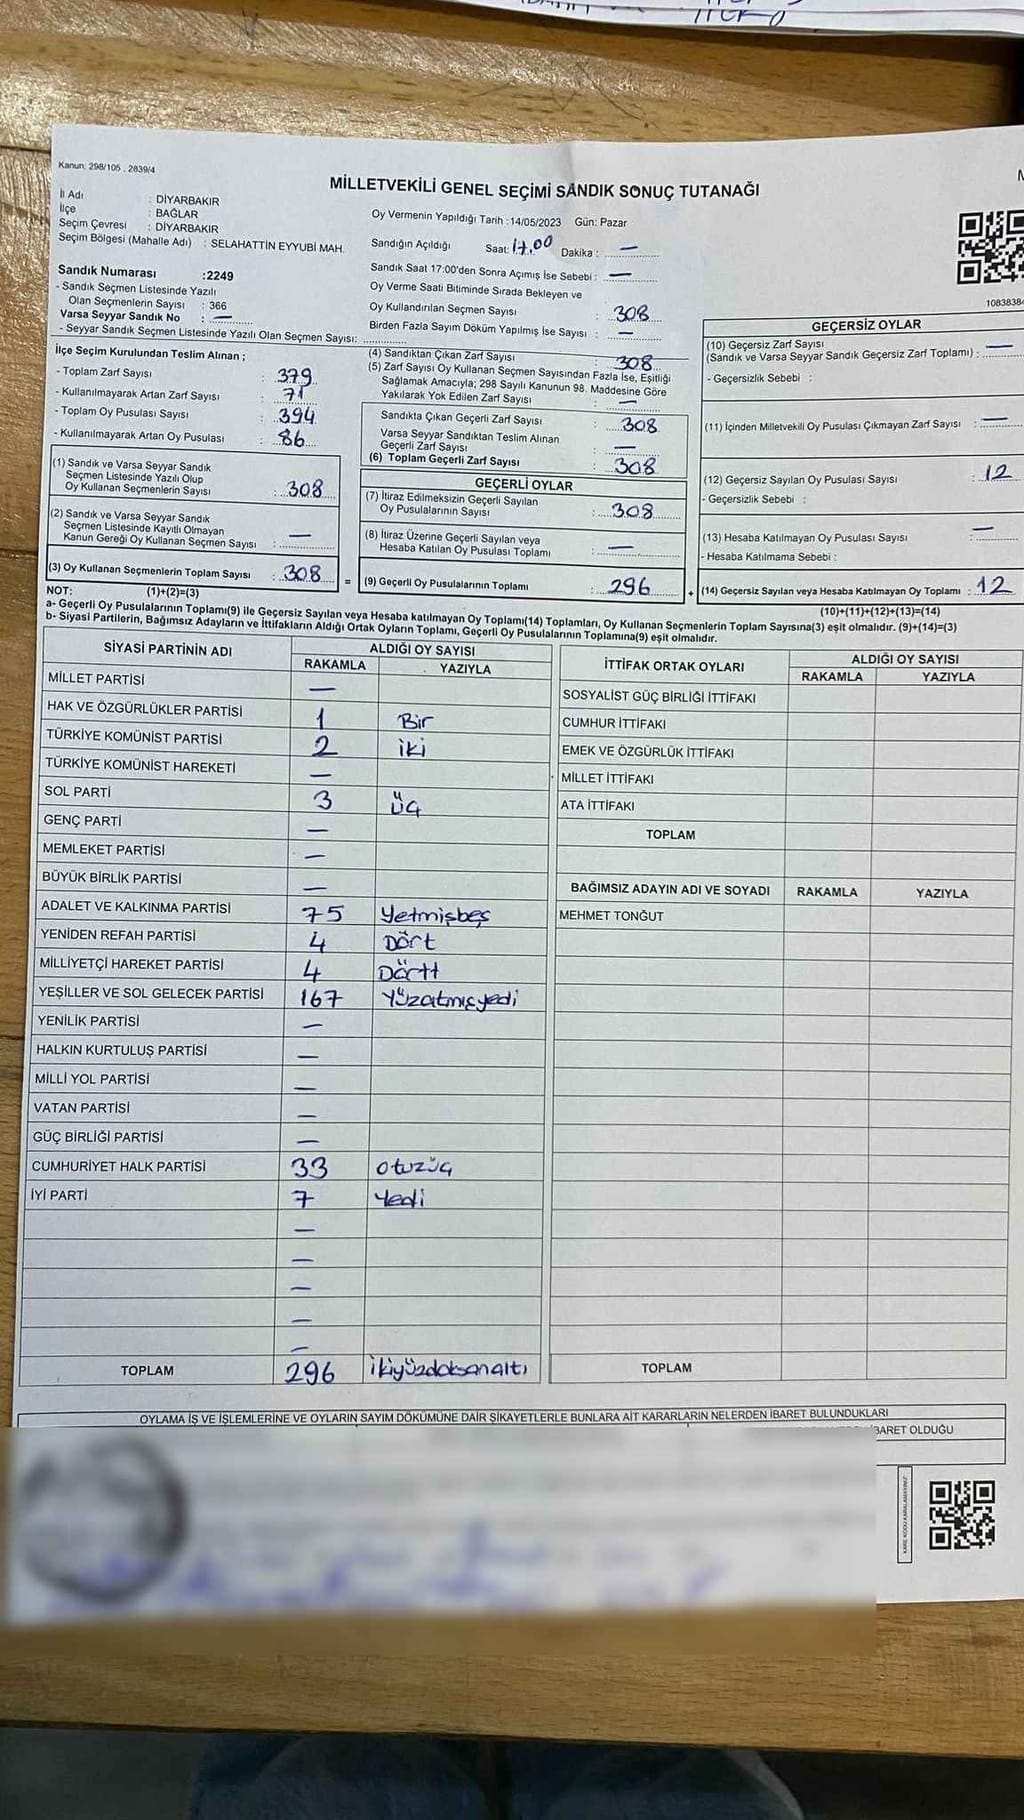 Kanun: 298/105 . 2839/4
MİLLETVEKİLİ GENEL SEÇİMİ SANDIK SONUÇ TUTANAĞI
İl Adı : DİYARBAKIR
İlçe : BAĞLAR
Seçim Çevresi : DİYARBAKIR
Seçim Bölgesi (Mahalle Adı) : SELAHATTİN EYYUBİ MAH.
Sandık Numarası :2249
- Sandık Seçmen Listesinde Yazılı
Olan Seçmenlerin Sayısı : 366
Varsa Seyyar Sandık No : —
- Seyyar Sandık Seçmen Listesinde Yazılı Olan Seçmen Sayısı:
Oy Vermenin Yapıldığı Tarih :14/05/2023 Gün: Pazar
Sandığın Açıldığı Saat: 17.00 Dakika : —
Sandık Saat 17:00'den Sonra Açımış İse Sebebi : —
Oy Verme Saati Bitiminde Sırada Bekleyen ve
Oy Kullandırılan Seçmen Sayısı : 308
Birden Fazla Sayım Döküm Yapılmış İse Sayısı : —
İlçe Seçim Kurulundan Teslim Alınan ;
- Toplam Zarf Sayısı : 379
- Kullanılmayarak Artan Zarf Sayısı : 71
- Toplam Oy Pusulası Sayısı : 394
- Kullanılmayarak Artan Oy Pusulası : 86
(1) Sandık ve Varsa Seyyar Sandık
Seçmen Listesinde Yazılı Olup
Oy Kullanan Seçmenlerin Sayısı : 308
(2) Sandık ve Varsa Seyyar Sandık
Seçmen Listesinde Kayıtlı Olmayan
Kanun Gereği Oy Kullanan Seçmen Sayısı : —
(3) Oy Kullanan Seçmenlerin Toplam Sayısı : 308 =
(4) Sandıktan Çıkan Zarf Sayısı : 308
(5) Zarf Sayısı Oy Kullanan Seçmen Sayısından Fazla İse, Eşitliği
Sağlamak Amacıyla; 298 Sayılı Kanunun 98. Maddesine Göre
Yakılarak Yok Edilen Zarf Sayısı : —
Sandıkta Çıkan Geçerli Zarf Sayısı : 308
Varsa Seyyar Sandıktan Teslim Alınan
Geçerli Zarf Sayısı : —
(6) Toplam Geçerli Zarf Sayısı : 308
GEÇERLİ OYLAR
(7) İtiraz Edilmeksizin Geçerli Sayılan
Oy Pusulalarının Sayısı : 308
(8) İtiraz Üzerine Geçerli Sayılan veya
Hesaba Katılan Oy Pusulası Toplamı : —
(9) Geçerli Oy Pusulalarının Toplamı : 296 +
10838384
GEÇERSİZ OYLAR
(10) Geçersiz Zarf Sayısı
(Sandık ve Varsa Seyyar Sandık Geçersiz Zarf Toplamı) : —
- Geçersizlik Sebebi :
(11) İçinden Milletvekili Oy Pusulası Çıkmayan Zarf Sayısı : —
(12) Geçersiz Sayılan Oy Pusulası Sayısı : 12
- Geçersizlik Sebebi :
(13) Hesaba Katılmayan Oy Pusulası Sayısı : —
- Hesaba Katılmama Sebebi :
(14) Geçersiz Sayılan veya Hesaba Katılmayan Oy Toplamı : 12
NOT: (1)+(2)=(3)
(10)+(11)+(12)+(13)=(14)
a- Geçerli Oy Pusulalarının Toplamı(9) ile Geçersiz Sayılan veya Hesaba katılmayan Oy Toplamı(14) Toplamları, Oy Kullanan Seçmenlerin Toplam Sayısına(3) eşit olmalıdır. (9)+(14)=(3)
b- Siyasi Partilerin, Bağımsız Adayların ve İttifakların Aldığı Ortak Oyların Toplamı, Geçerli Oy Pusulalarının Toplamına(9) eşit olmalıdır.
SİYASİ PARTİNİN ADI ALDIĞI OY SAYISI
RAKAMLA YAZIYLA
MİLLET PARTİSİ —
HAK VE ÖZGÜRLÜKLER PARTİSİ 1 Bir
TÜRKİYE KOMÜNİST PARTİSİ 2 iki
TÜRKİYE KOMÜNİST HAREKETİ —
SOL PARTİ 3 üç
GENÇ PARTİ —
MEMLEKET PARTİSİ —
BÜYÜK BİRLİK PARTİSİ —
ADALET VE KALKINMA PARTİSİ 75 Yetmişbeş
YENİDEN REFAH PARTİSİ 4 Dört
MİLLİYETÇİ HAREKET PARTİSİ 4 Dörtt
YEŞİLLER VE SOL GELECEK PARTİSİ 167 Yüzatmışyedi
YENİLİK PARTİSİ —
HALKIN KURTULUŞ PARTİSİ —
MİLLİ YOL PARTİSİ —
VATAN PARTİSİ —
GÜÇ BİRLİĞİ PARTİSİ —
CUMHURİYET HALK PARTİSİ 33 otuzüç
İYİ PARTİ 7 Yedi
—
—
—
—
—
TOPLAM 296 ikiyüzdoksanaltı
İTTİFAK ORTAK OYLARI ALDIĞI OY SAYISI
RAKAMLA YAZIYLA
SOSYALİST GÜÇ BİRLİĞİ İTTİFAKI
CUMHUR İTTİFAKI
EMEK VE ÖZGÜRLÜK İTTİFAKI
MİLLET İTTİFAKI
ATA İTTİFAKI
TOPLAM
BAĞIMSIZ ADAYIN ADI VE SOYADI RAKAMLA YAZIYLA
MEHMET TONĞUT
TOPLAM
OYLAMA İŞ VE İŞLEMLERİNE VE OYLARIN SAYIM DÖKÜMÜNE DAİR ŞİKAYETLERLE BUNLARA AİT KARARLARIN NELERDEN İBARET BULUNDUKLARI
İBARET OLDUĞU